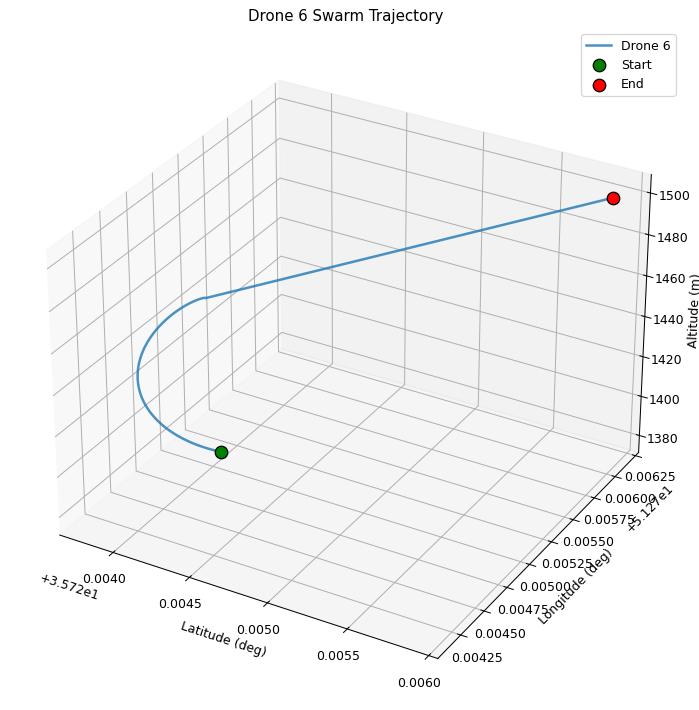 Drone 6 Swarm Trajectory
Drone 6
Start
End
1500
1480
1460
1440
1420
1400
1380
Altitude (m)
0.00625
0.00600
0.00575
0.00550
0.00525
0.00500
0.00475
0.00450
0.00425
+5.127e1
Longitude (deg)
+3.572e1
0.0040
0.0045
0.0050
0.0055
0.0060
Latitude (deg)